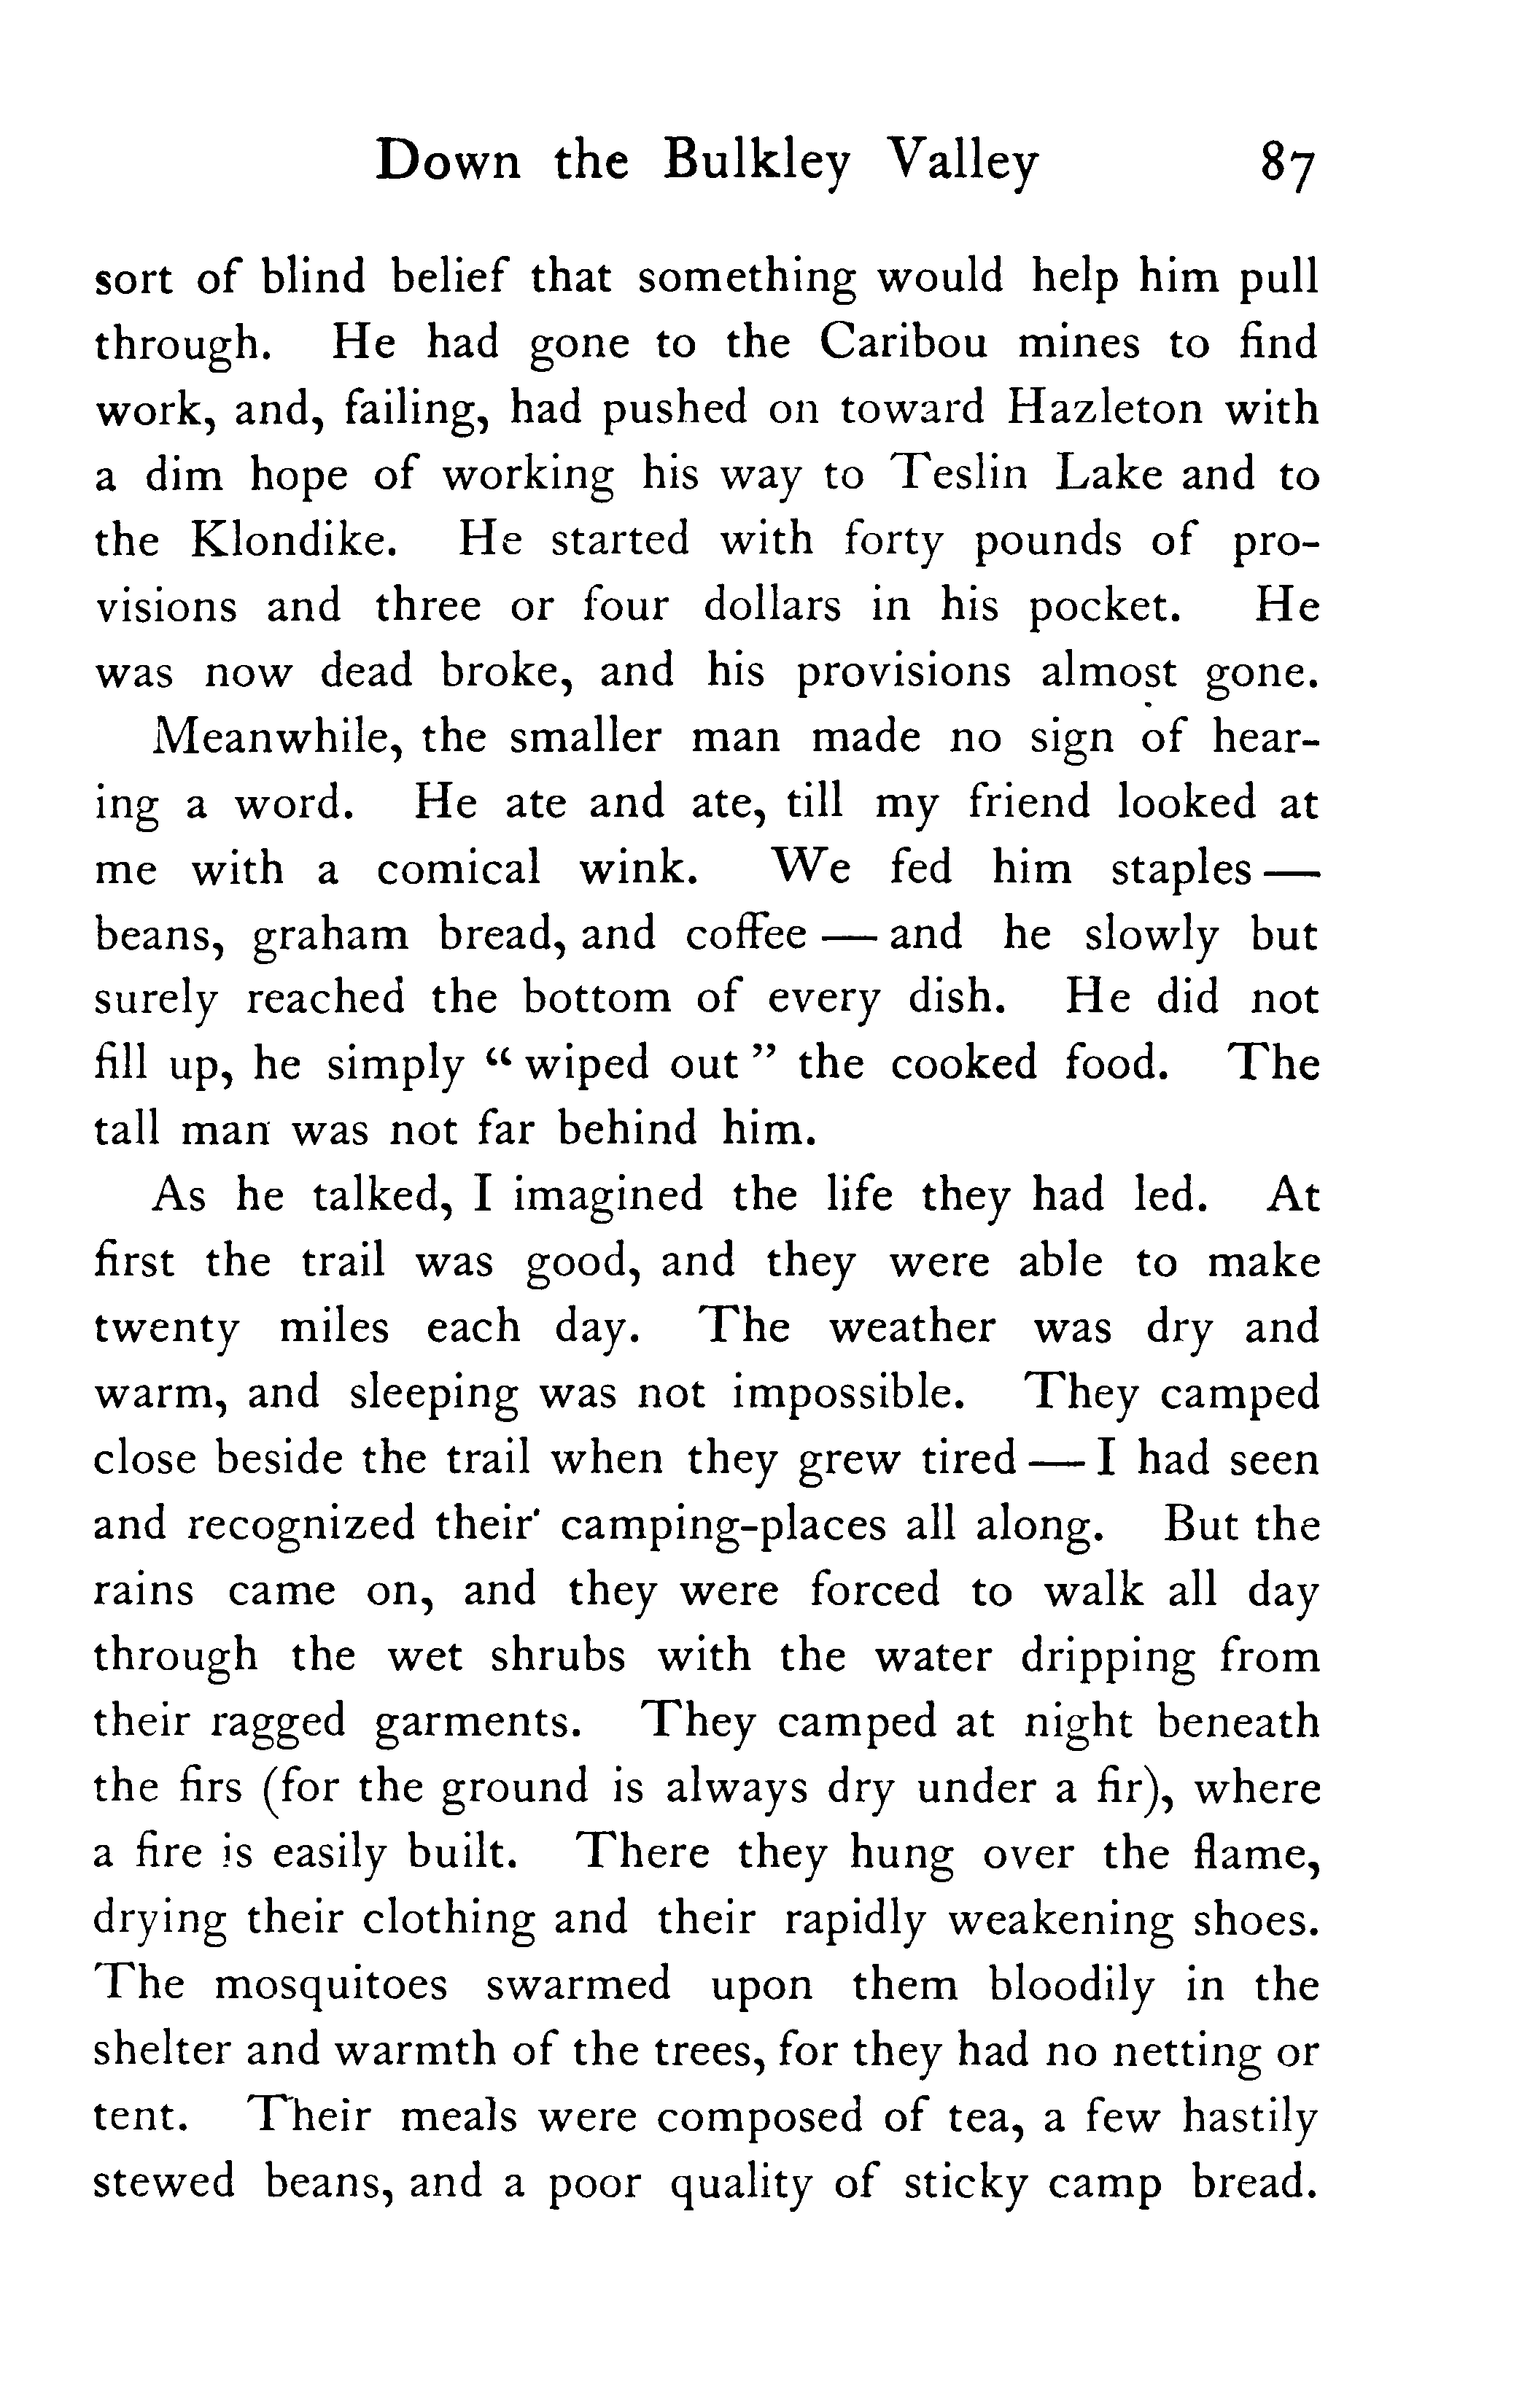 Down the Bulkley Valley 87
sort of blind belief that something would help him pull
through. He had gone to the Caribou mines to find
work, and, failing, had pushed on toward Hazleton with
a dim hope of working his way to Teslin Lake and to
the Klondike. He started with forty pounds of pro-
visions and three or four dollars in his pocket. He
was now dead broke, and his provisions almost gone.
Meanwhile, the smaller man made no sign of hear-
ing a word. He ate and ate, till my friend looked at
me with a comical wink. We fed him staples —
beans, graham bread, and coffee — and he slowly but
surely reached the bottom of every dish. He did not
fill up, he simply “ wiped out ” the cooked food. The
tall man was not far behind him.
As he talked, I imagined the life they had led. At
first the trail was good, and they were able to make
twenty miles each day. The weather was dry and
warm, and sleeping was not impossible. They camped
close beside the trail when they grew tired — I had seen
and recognized their camping-places all along. But the
rains came on, and they were forced to walk all day
through the wet shrubs with the water dripping from
their ragged garments. They camped at night beneath
the firs (for the ground is always dry under a fir), where
a fire is easily built. There they hung over the flame,
drying their clothing and their rapidly weakening shoes.
The mosquitoes swarmed upon them bloodily in the
shelter and warmth of the trees, for they had no netting or
tent. Their meals were composed of tea, a few hastily
stewed beans, and a poor quality of sticky camp bread.